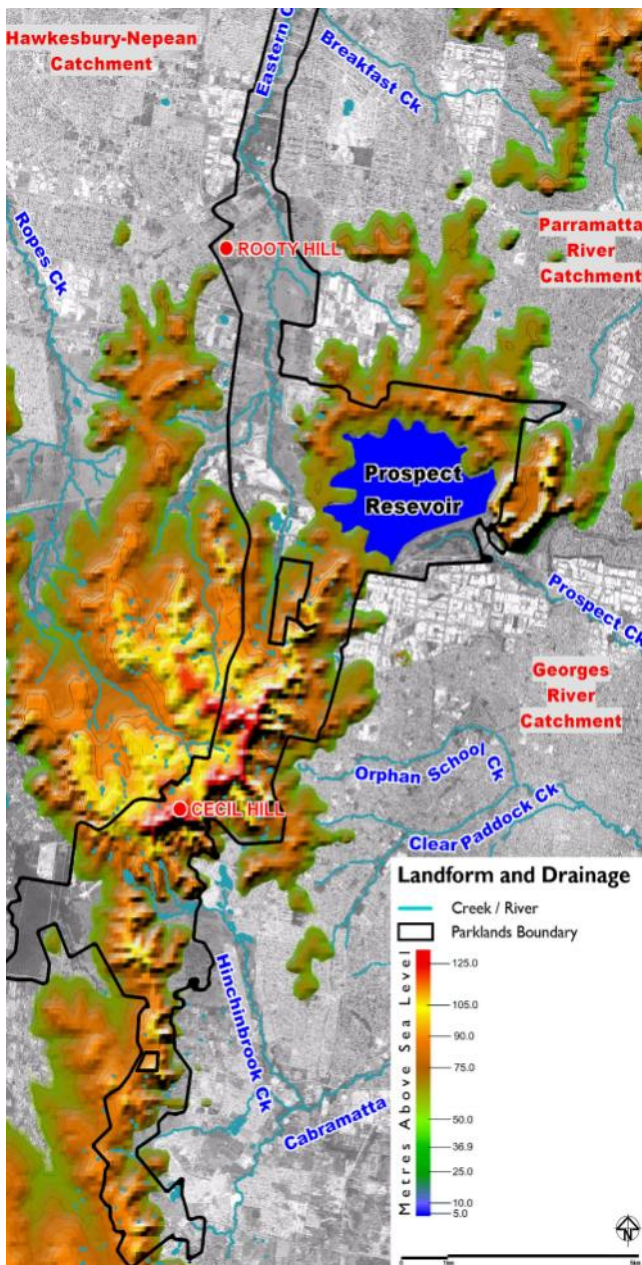 Hawkesbury-Nepean
Catchment
Eastern C
Breakfast Ck
Ropes Ck
ROOTY HILL
Parramatta
River
Catchment
Prospect
Resevoir
Prospect Ck
Georges
River
Catchment
Orphan School Ck
Clear Paddock Ck
CECIL HILL
Hinchinbrook Ck
Cabramatta
Landform and Drainage
Creek / River
Parklands Boundary
Metres Above Sea Level
125.0
105.0
90.0
50.0
36.9
25.0
10.0
5.0
N
0